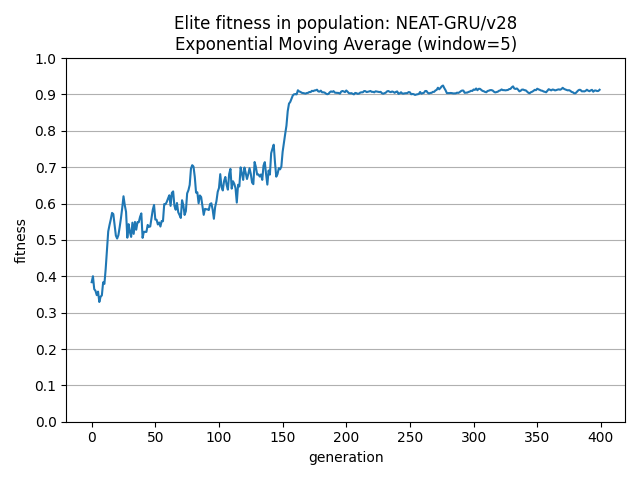 Elite fitness in population: NEAT-GRU/v28
Exponential Moving Average (window=5)
1.0
0.9
0.8
0.7
0.6
0.5
0.4
0.3
0.2
0.1
0.0
fitness
0 50 100 150 200 250 300 350 400
generation